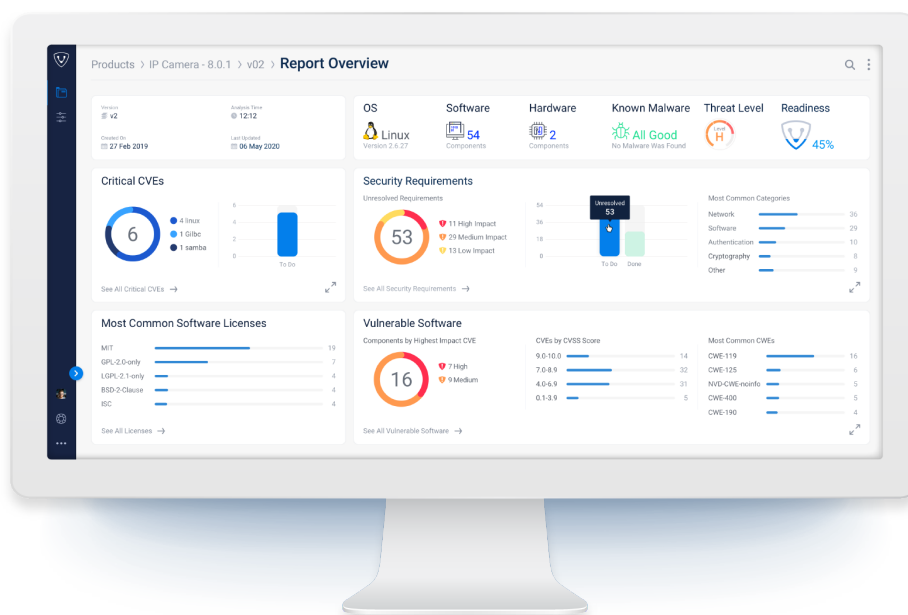 Products > IP Camera - 8.0.1 > v02 > Report Overview
Version
v2
Analysis Time
12:12
Created On
27 Feb 2019
Last Updated
06 May 2020
OS
Linux
Version 2.6.27
Software
54
Components
Hardware
2
Components
Known Malware
All Good
No Malware Was Found
Threat Level
Level
H
Readiness
45%
Critical CVEs
6
4 linux
1 Glibc
1 samba
6
4
2
0
To Do
See All Critical CVEs →
Security Requirements
Unresolved Requirements
53
11 High Impact
29 Medium Impact
13 Low Impact
54
36
18
0
Unresolved
53
To Do
Done
Most Common Categories
Network 36
Software 29
Authentication 10
Cryptography 8
Other 9
See All Security Requirements →
Most Common Software Licenses
MIT 19
GPL-2.0-only 7
LGPL-2.1-only 4
BSD-2-Clause 4
ISC 4
See All Licenses →
Vulnerable Software
Components by Highest Impact CVE
16
7 High
9 Medium
CVEs by CVSS Score
9.0-10.0 14
7.0-8.9 32
4.0-6.9 31
0.1-3.9 5
Most Common CWEs
CWE-119 16
CWE-125 6
NVD-CWE-noinfo 5
CWE-400 5
CWE-190 4
See All Vulnerable Software →